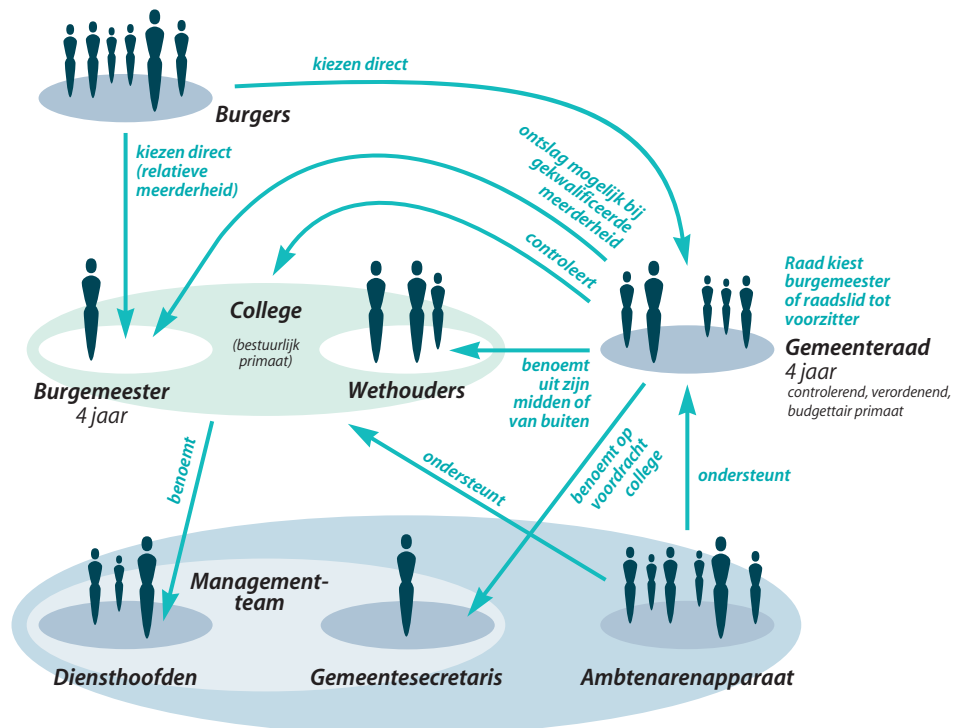 kiezen direct
Burgers
kiezen direct
(relatieve
meerderheid)
ontslag mogelijk bij
gekwalificeerde
meerderheid
controleert
Raad kiest
burgemeester
of raadslid tot
voorzitter
College
(bestuurlijk
primaat)
Gemeenteraad
4 jaar
controlerend, verordenend,
budgettair primaat
Burgemeester
4 jaar
Wethouders
benoemt
uit zijn
midden of
van buiten
benoemt
ondersteunt
benoemt op
voordracht
college
ondersteunt
Management-
team
Diensthoofden
Gemeentesecretaris
Ambtenarenapparaat